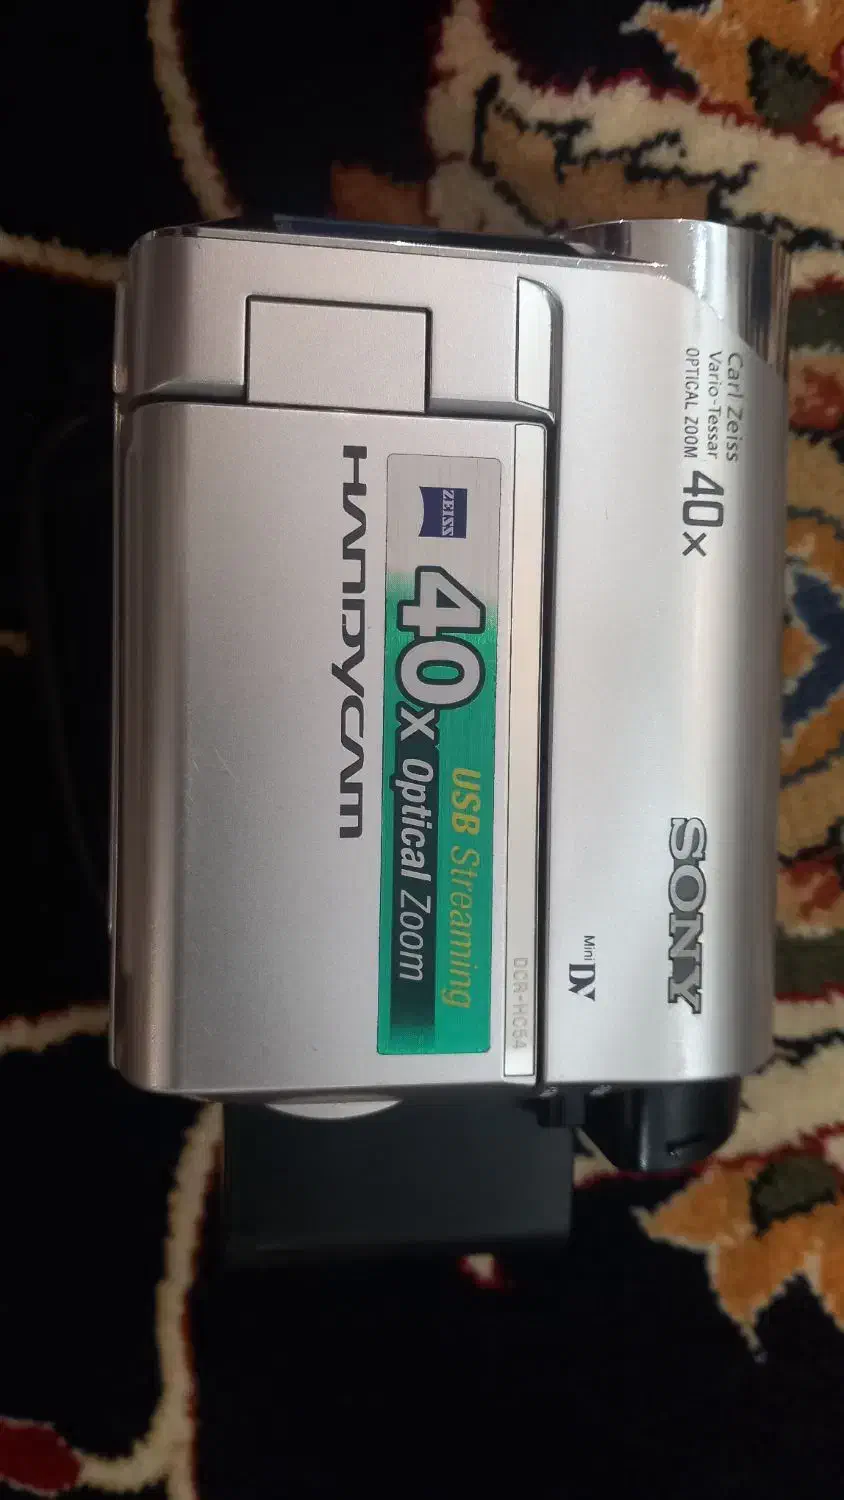 Carl Zeiss
Vario-Tessar
OPTICAL ZOOM 40x
SONY
Mini DV
DCR-HC54
ZEISS
USB Streaming
40x Optical Zoom
HANDYCAM